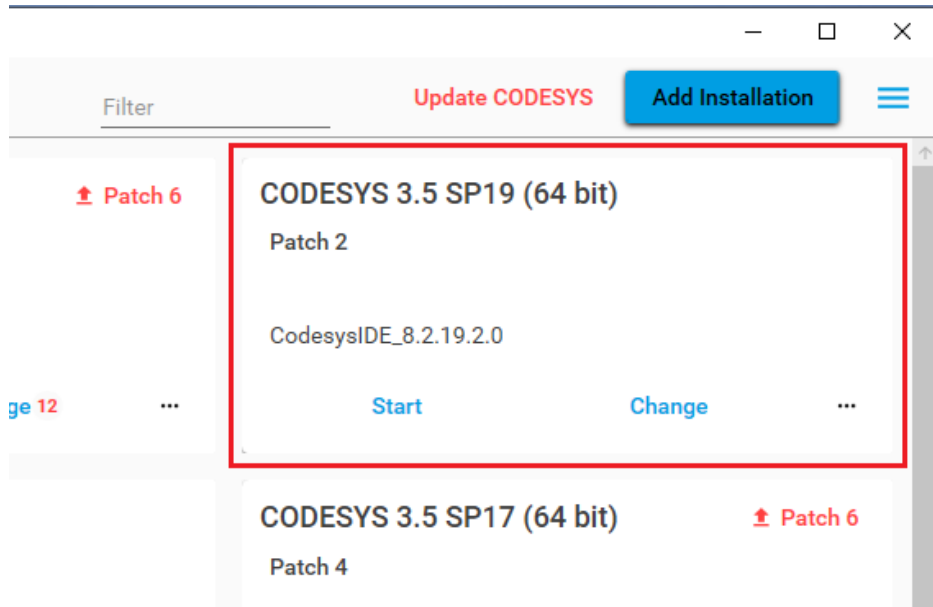 Filter
Update CODESYS
Add Installation
Patch 6
CODESYS 3.5 SP19 (64 bit)
Patch 2
CodesysIDE_8.2.19.2.0
ge 12
...
Start
Change
...
CODESYS 3.5 SP17 (64 bit)
Patch 6
Patch 4